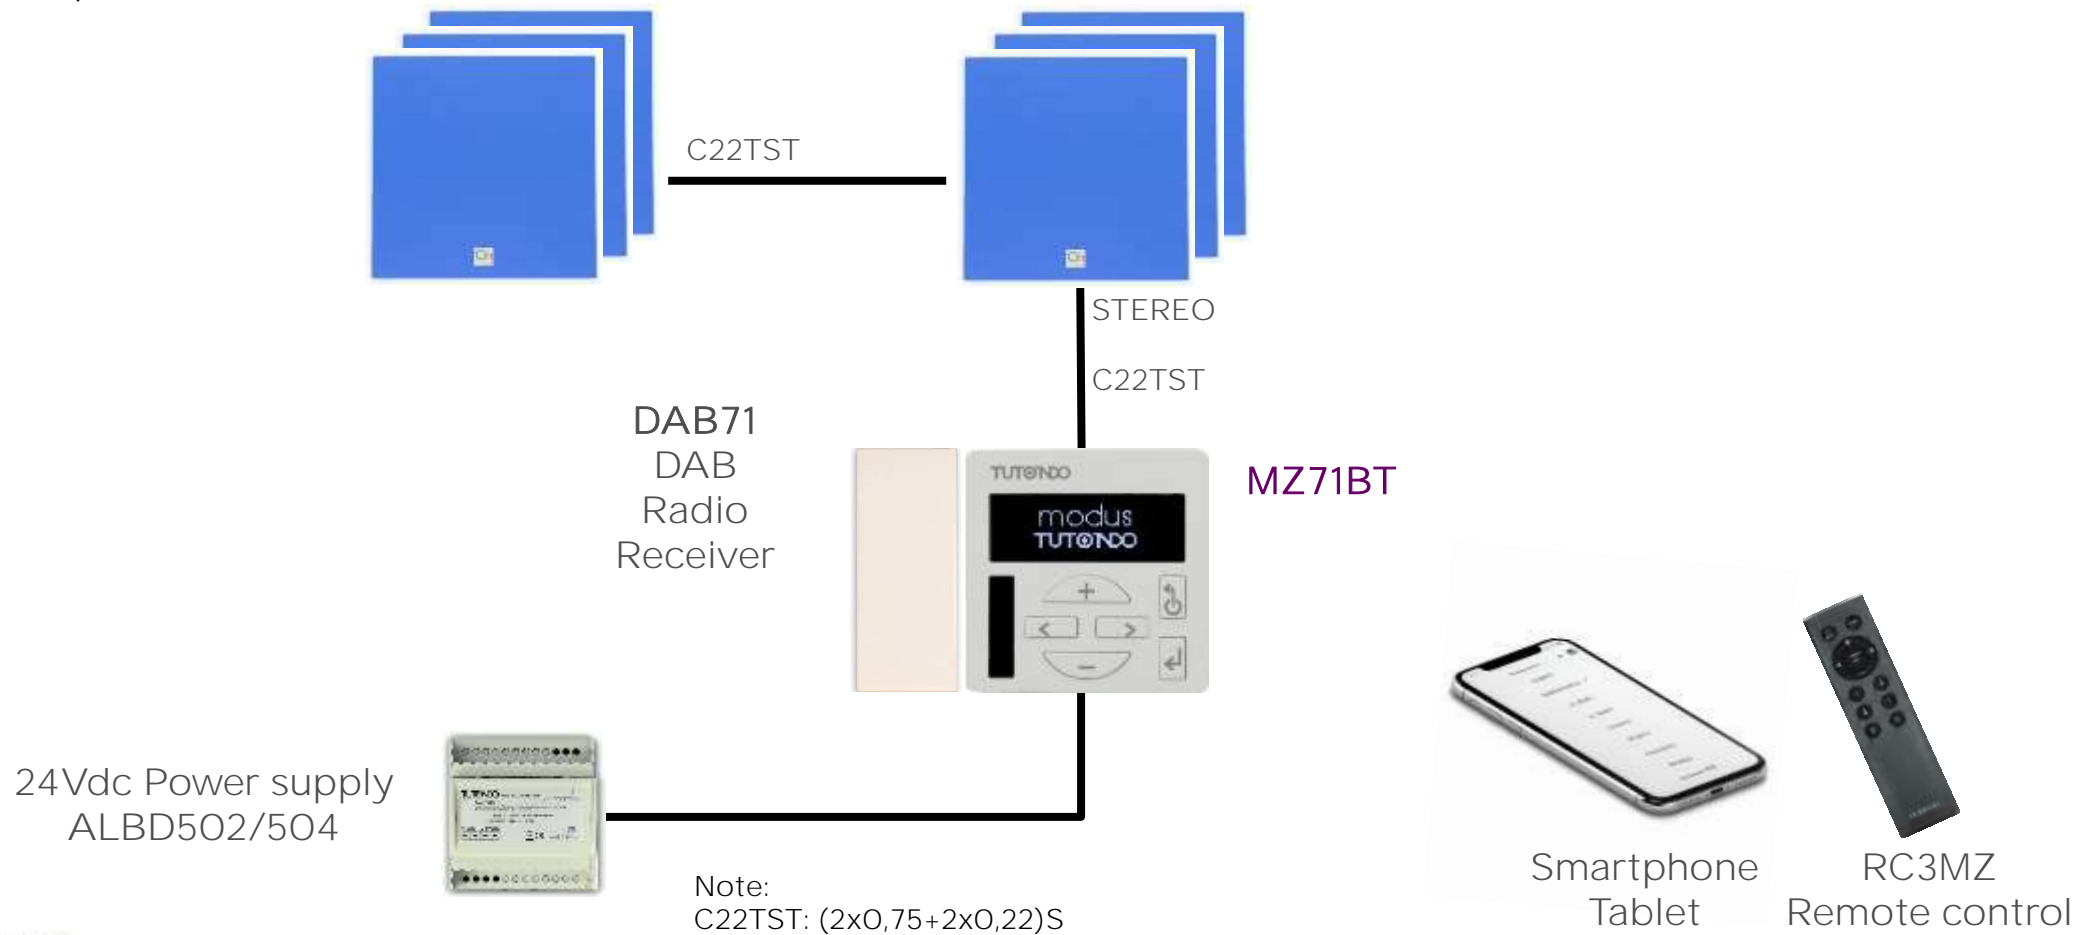 C22TST
STEREO
C22TST
DAB71
DAB
Radio
Receiver
TUTONDO
modus
TUTONDO
MZ71BT
24Vdc Power supply
ALBD502/504
TUTONDO
Note:
C22TST: (2x0,75+2x0,22)S
Smartphone
Tablet
RC3MZ
Remote control